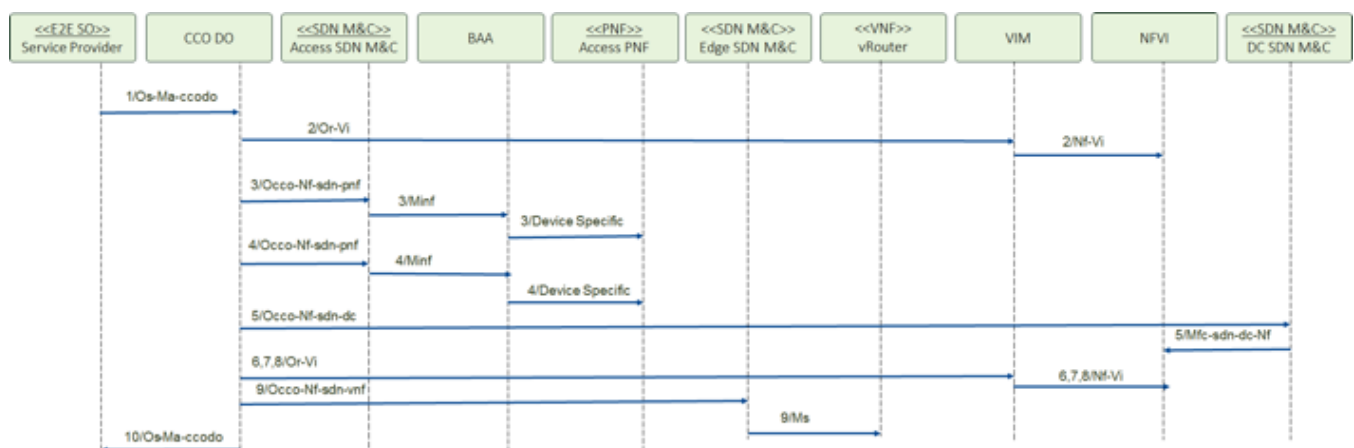 <<E2E SO>>
Service Provider
CCO DO
<<SDN M&C>>
Access SDN M&C
BAA
<<PNF>>
Access PNF
<<SDN M&C>>
Edge SDN M&C
<<VNF>>
vRouter
VIM
NFVI
<<SDN M&C>>
DC SDN M&C
1/Os-Ma-ccodo
2/Or-Vi
2/Nf-Vi
3/Occo-Nf-sdn-pnf
3/Minf
3/Device Specific
4/Occo-Nf-sdn-pnf
4/Minf
4/Device Specific
5/Occo-Nf-sdn-dc
5/Mfc-sdn-dc-Nf
6,7,8/Or-Vi
6,7,8/Nf-Vi
9/Occo-Nf-sdn-vnf
9/Ms
10/Os-Ma-ccodo